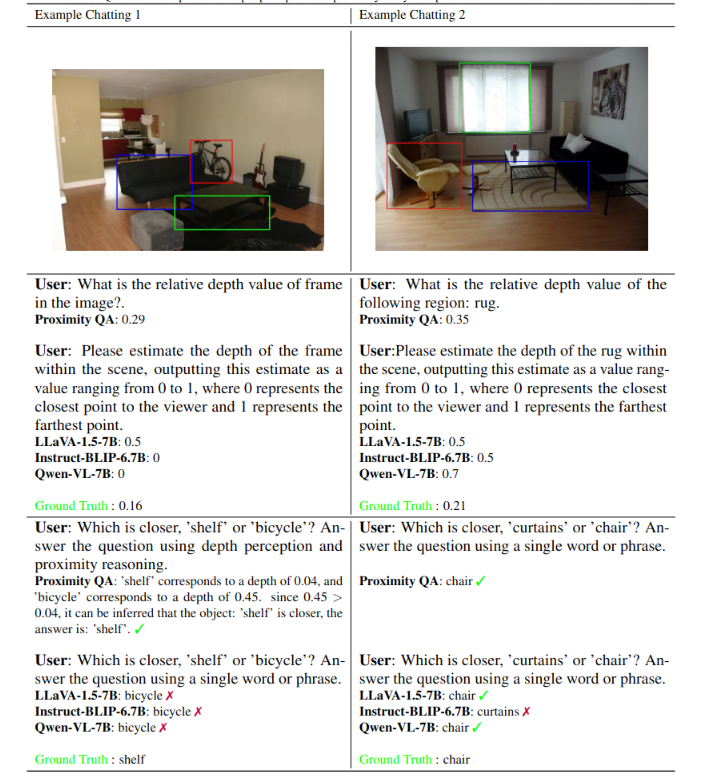 Example Chatting 1
Example Chatting 2
User: What is the relative depth value of frame
in the image?.
Proximity QA: 0.29
User: Please estimate the depth of the frame
within the scene, outputting this estimate as a
value ranging from 0 to 1, where 0 represents the
closest point to the viewer and 1 represents the
farthest point.
LLaVA-1.5-7B: 0.5
Instruct-BLIP-6.7B: 0
Qwen-VL-7B: 0
Ground Truth : 0.16
User: What is the relative depth value of the
following region: rug.
Proximity QA: 0.35
User:Please estimate the depth of the rug within
the scene, outputting this estimate as a value rang-
ing from 0 to 1, where 0 represents the closest
point to the viewer and 1 represents the farthest
point.
LLaVA-1.5-7B: 0.5
Instruct-BLIP-6.7B: 0.5
Qwen-VL-7B: 0.7
Ground Truth : 0.21
User: Which is closer, 'shelf' or 'bicycle'? An-
swer the question using depth perception and
proximity reasoning.
Proximity QA: 'shelf' corresponds to a depth of 0.04, and
'bicycle' corresponds to a depth of 0.45. since 0.45 >
0.04, it can be inferred that the object: 'shelf' is closer, the
answer is: 'shelf'. ✓
User: Which is closer, 'shelf' or 'bicycle'? An-
swer the question using a single word or phrase.
LLaVA-1.5-7B: bicycle ✗
Instruct-BLIP-6.7B: bicycle ✗
Qwen-VL-7B: bicycle ✗
Ground Truth : shelf
User: Which is closer, 'curtains' or 'chair'? An-
swer the question using a single word or phrase.
Proximity QA: chair ✓
User: Which is closer, 'curtains' or 'chair'? An-
swer the question using a single word or phrase.
LLaVA-1.5-7B: chair ✓
Instruct-BLIP-6.7B: curtains ✗
Qwen-VL-7B: chair ✓
Ground Truth : chair